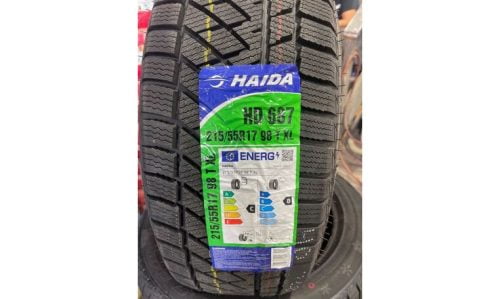 HAIDA
HD 687
215/55R17 98 T XL
215/55R17 98 T XL
ENERG
A
B
C
D
E
C
B